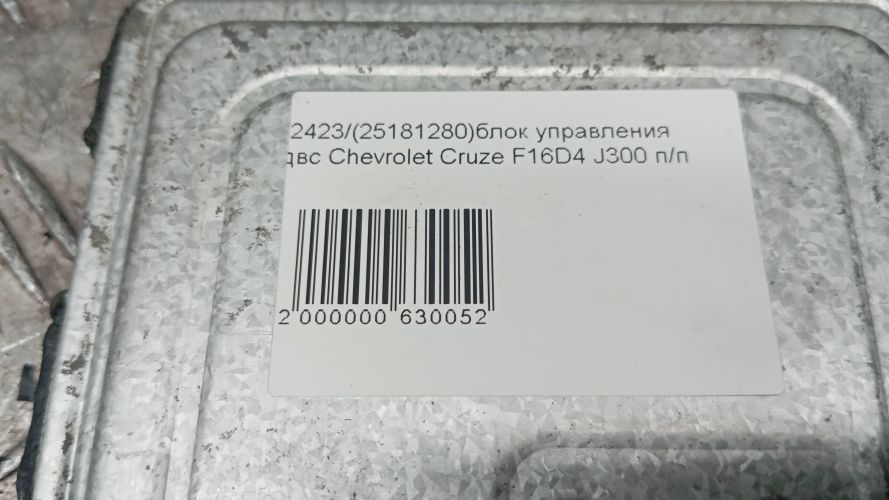 2423/(25181280)блок управления
двс Chevrolet Cruze F16D4 J300 п/п
2 000000 630052